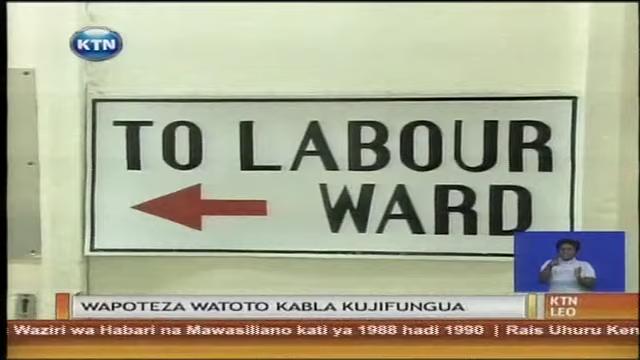 KTN
TO LABOUR
WARD
WAPOTEZA WATOTO KABLA KUJIFUNGUA
KTN
LEO
Waziri wa Habari na Mawasiliano kati ya 1988 hadi 1990 | Rais Uhuru Ken